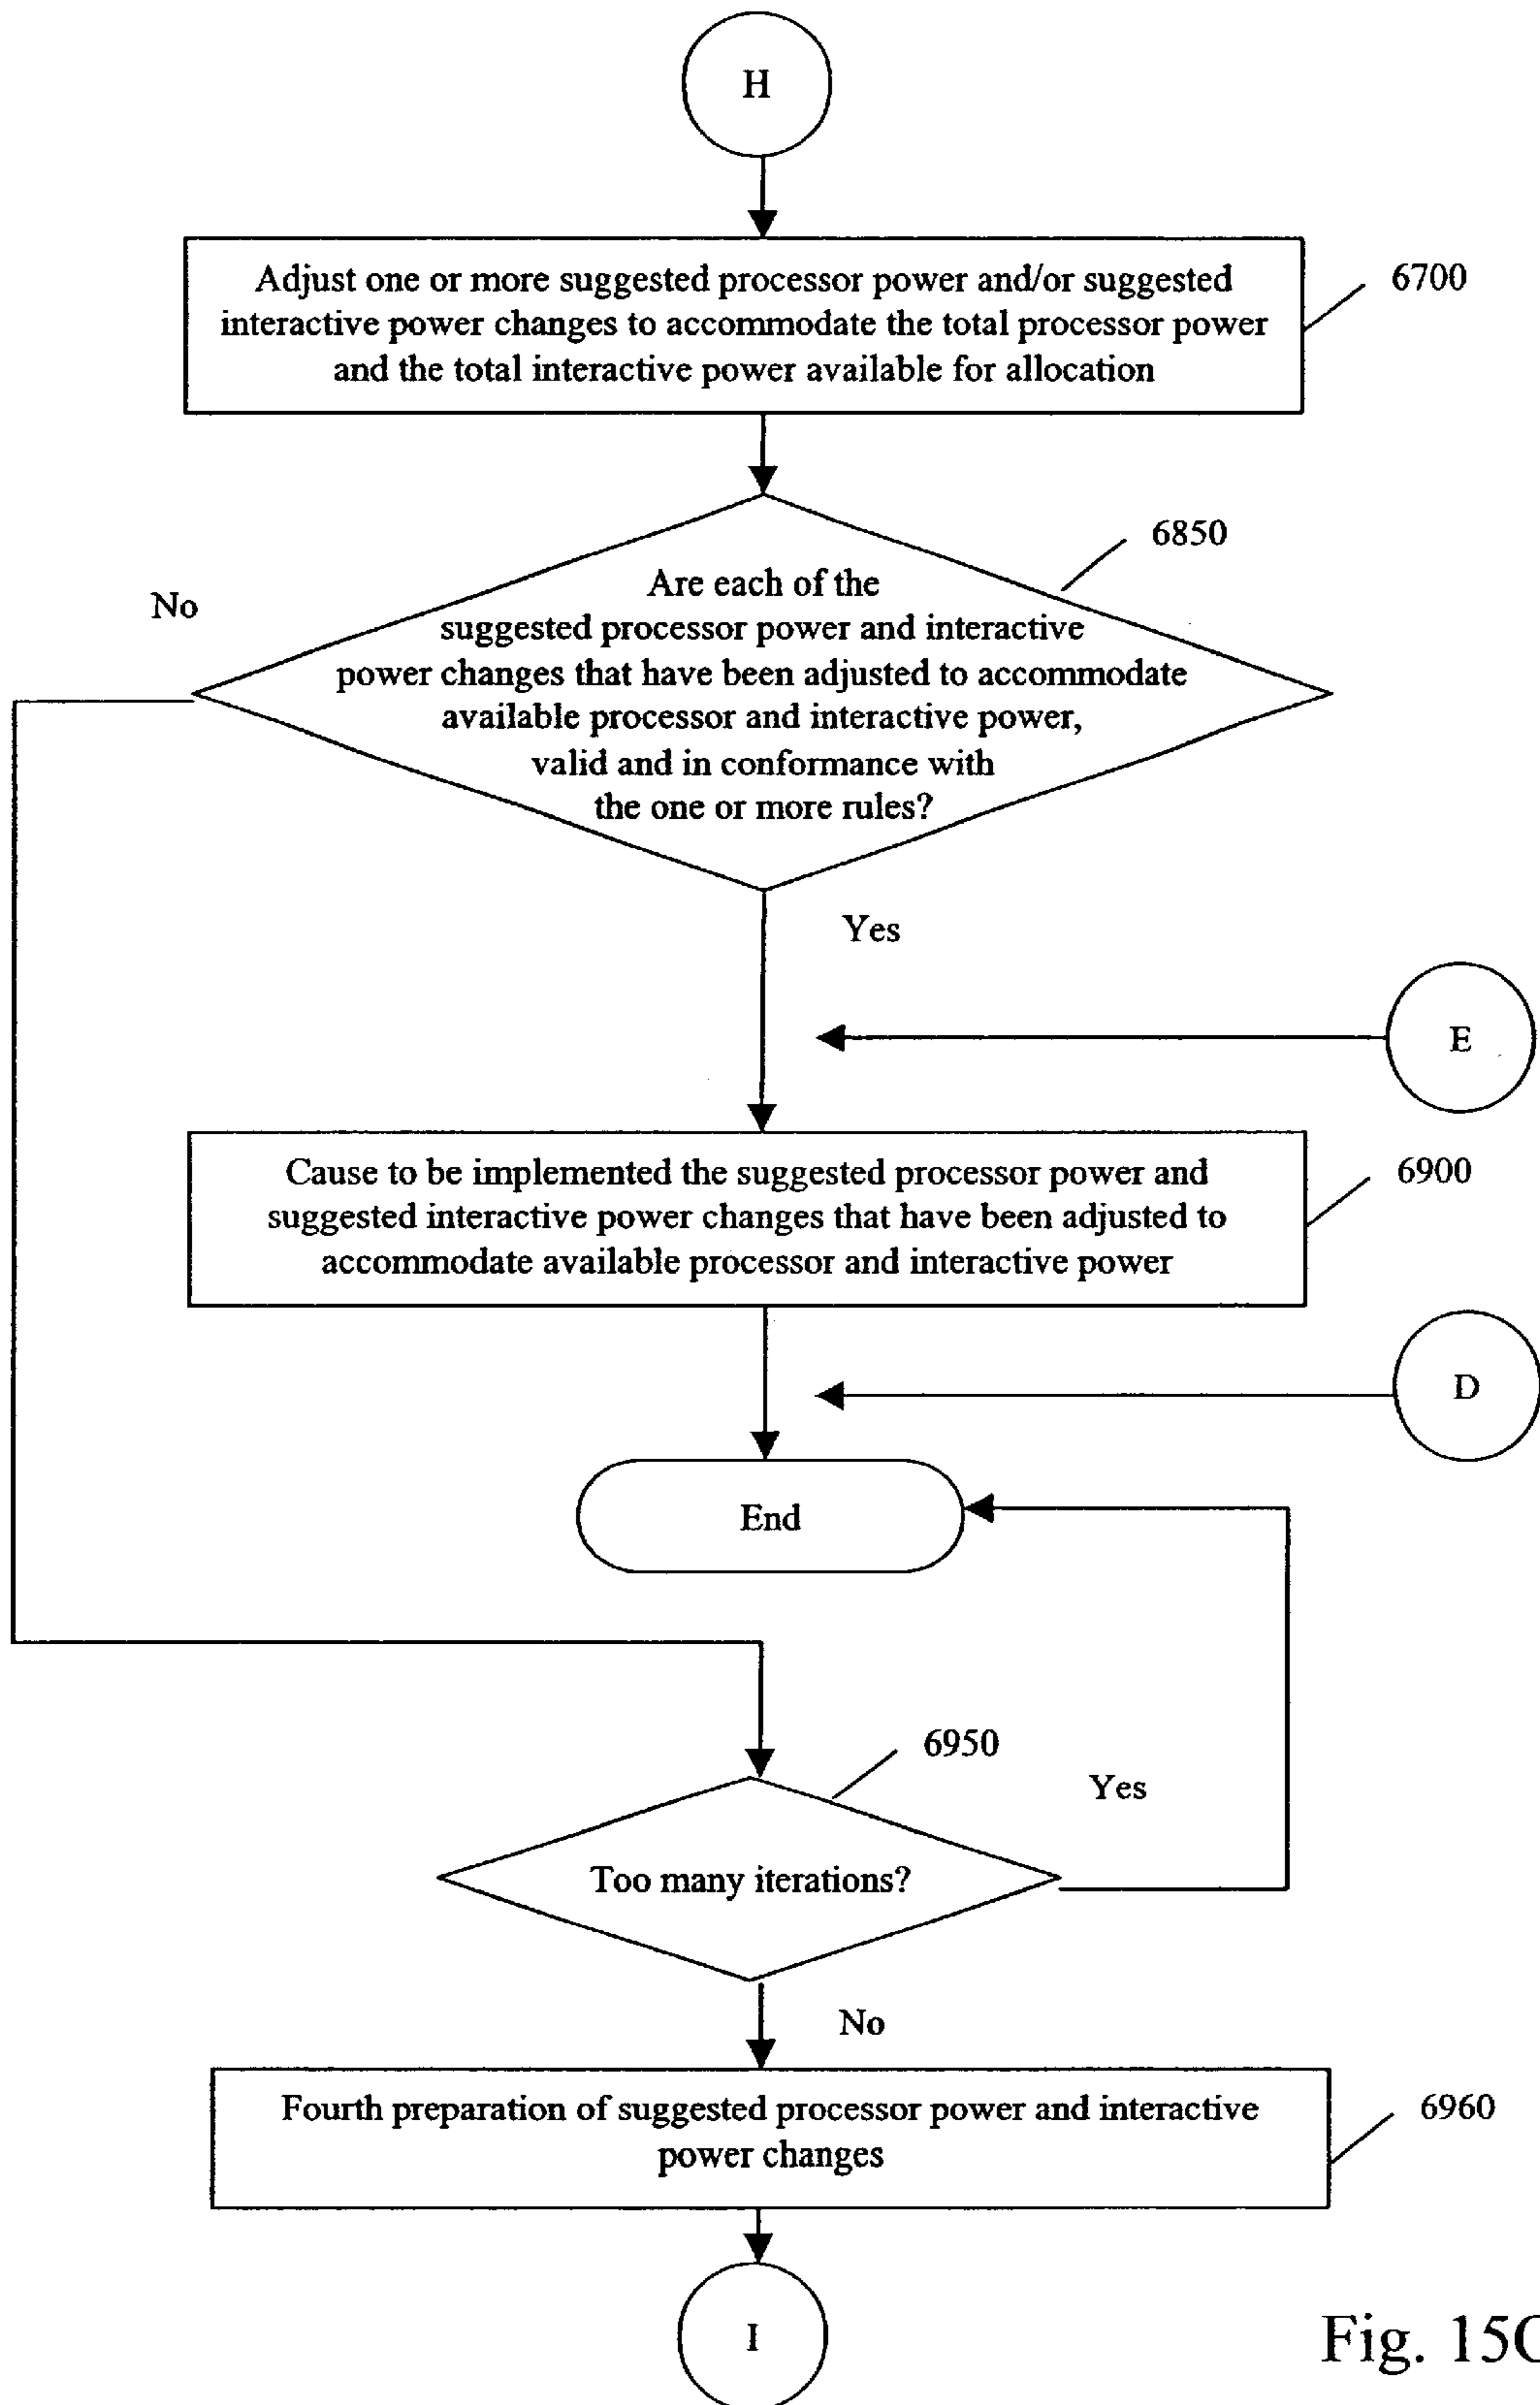 H
Adjust one or more suggested processor power and/or suggested
interactive power changes to accommodate the total processor power
and the total interactive power available for allocation
6700
6850
No
Are each of the
suggested processor power and interactive
power changes that have been adjusted to accommodate
available processor and interactive power,
valid and in conformance with
the one or more rules?
Yes
E
Cause to be implemented the suggested processor power and
suggested interactive power changes that have been adjusted to
accommodate available processor and interactive power
6900
D
End
6950
Yes
Too many iterations?
No
Fourth preparation of suggested processor power and interactive
power changes
6960
I
Fig.